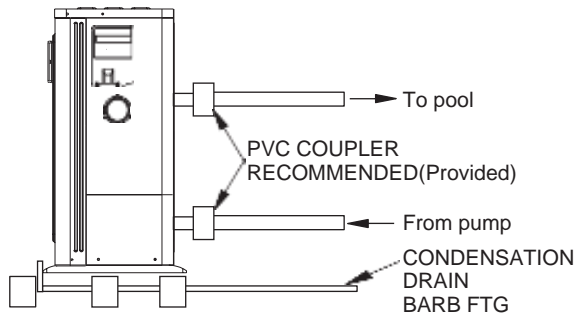 To pool
PVC COUPLER
RECOMMENDED(Provided)
From pump
CONDENSATION
DRAIN
BARB FTG